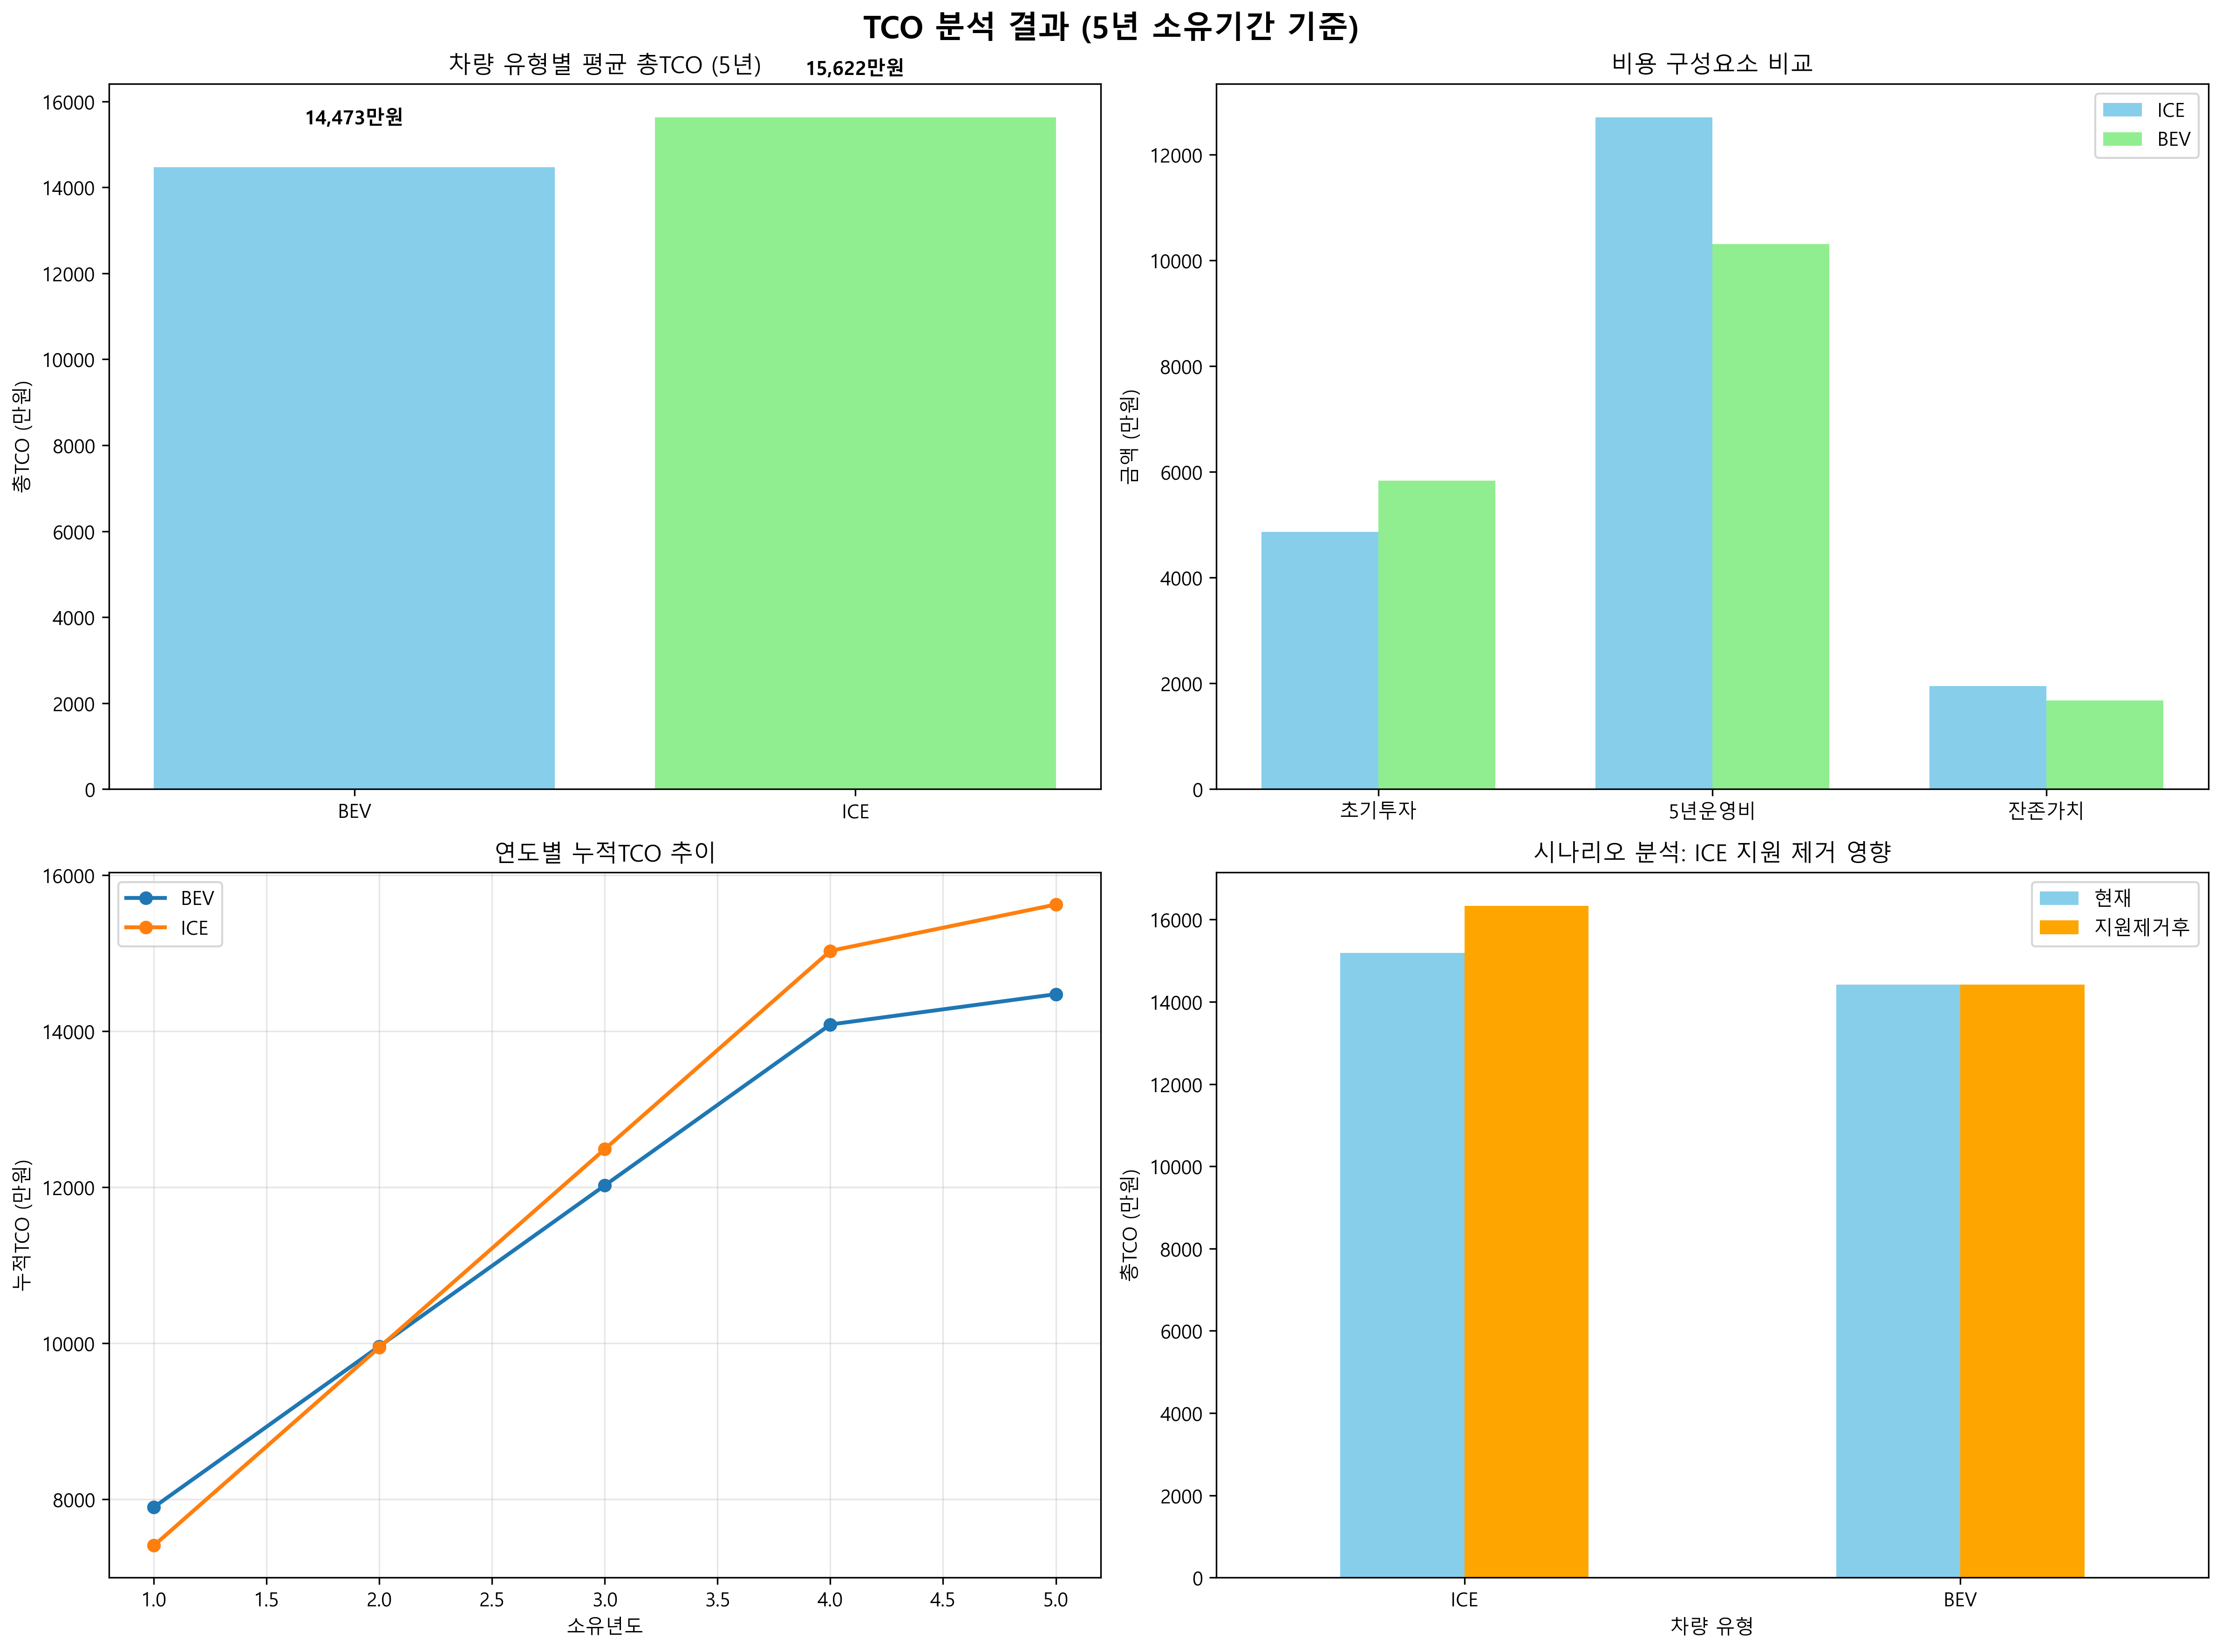 TCO 분석 결과 (5년 소유기간 기준)
차량 유형별 평균 총TCO (5년)
15,622만원
14,473만원
16000
14000
12000
10000
8000
6000
4000
2000
0
총TCO (만원)
BEV
ICE
비용 구성요소 비교
ICE
BEV
12000
10000
8000
6000
4000
2000
0
금액 (만원)
초기투자
5년운영비
잔존가치
연도별 누적TCO 추이
BEV
ICE
16000
14000
12000
10000
8000
누적TCO (만원)
1.0
1.5
2.0
2.5
3.0
3.5
4.0
4.5
5.0
소유년도
시나리오 분석: ICE 지원 제거 영향
현재
지원제거후
16000
14000
12000
10000
8000
6000
4000
2000
0
총TCO (만원)
ICE
BEV
차량 유형